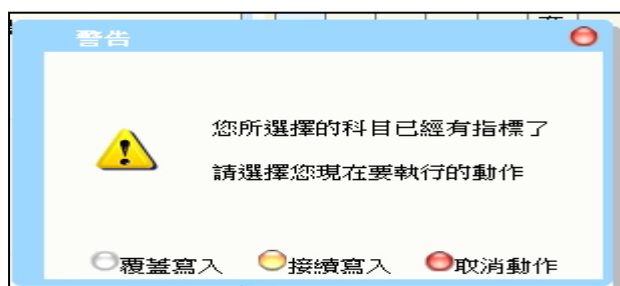 警告
您所選擇的科目已經有指標了
請選擇您現在要執行的動作
覆蓋寫入 接續寫入 取消動作